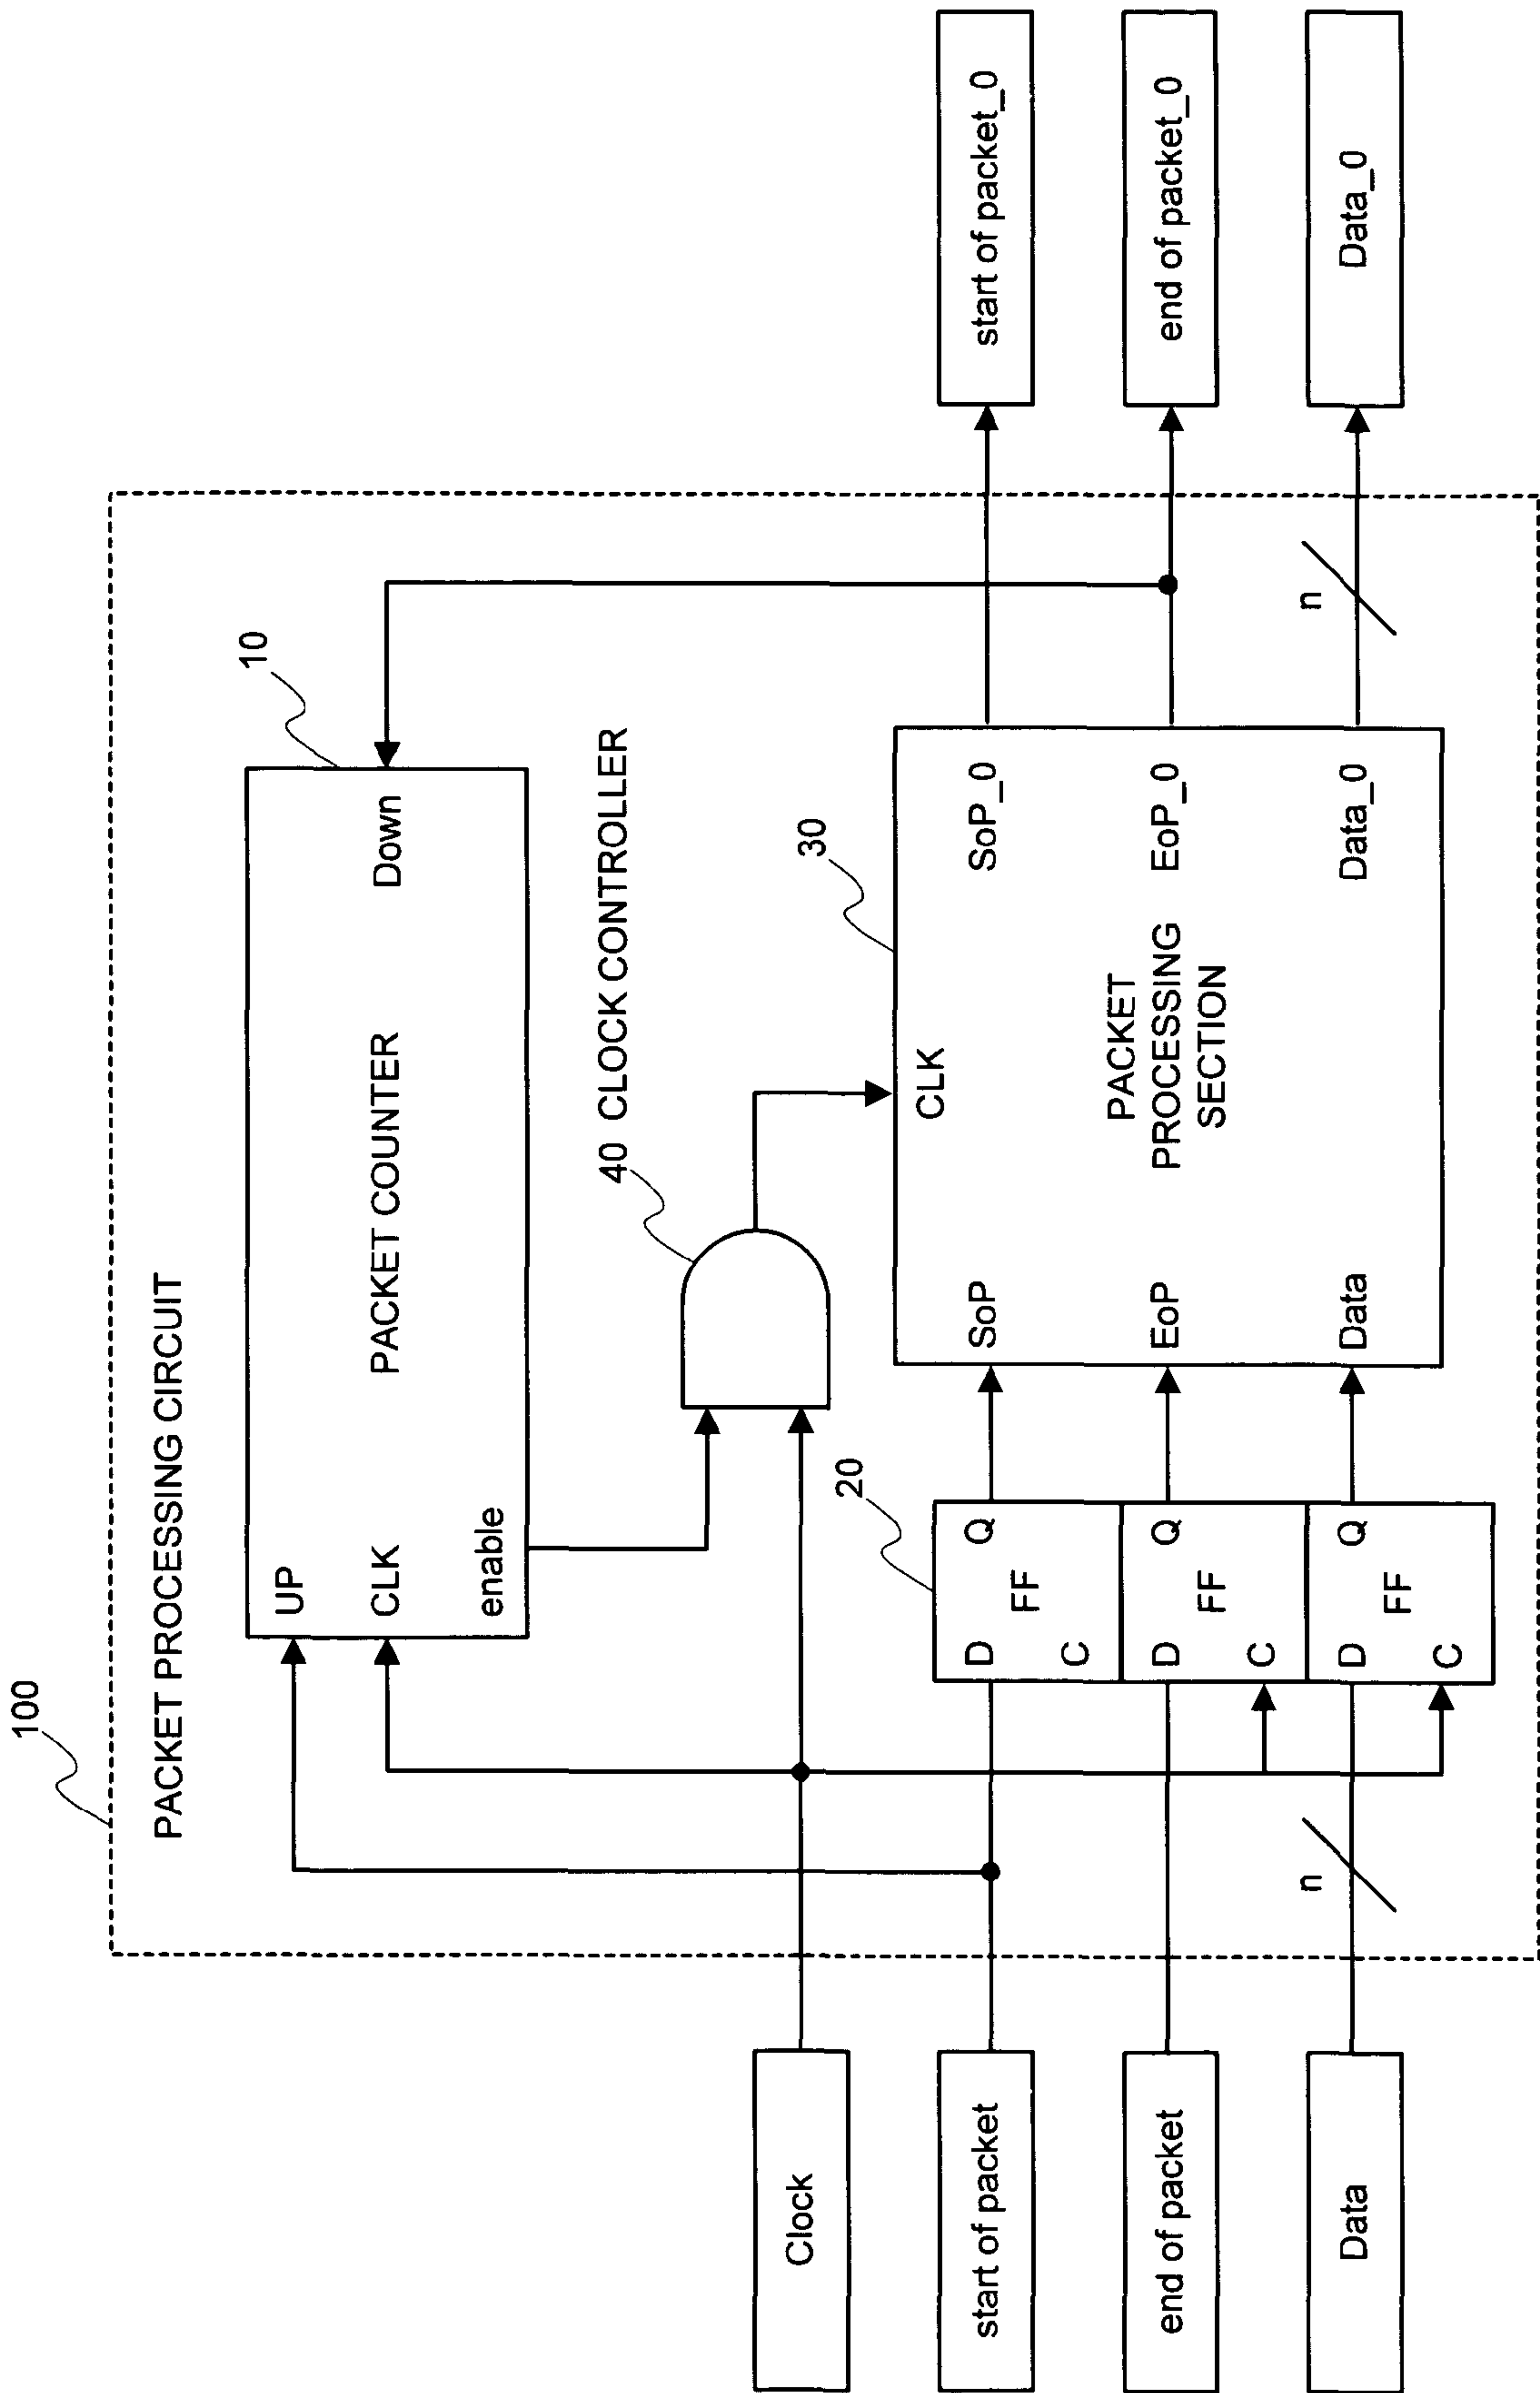 100
PACKET PROCESSING CIRCUIT
10
UP
CLK
enable
PACKET COUNTER
Down
40 CLOCK CONTROLLER
Clock
start of packet
end of packet
Data
n
20
D
Q
FF
C
D
Q
FF
C
D
Q
FF
C
30
CLK
SoP
EoP
Data
PACKET
PROCESSING
SECTION
SoP_0
EoP_0
Data_0
n
start of packet_0
end of packet_0
Data_0